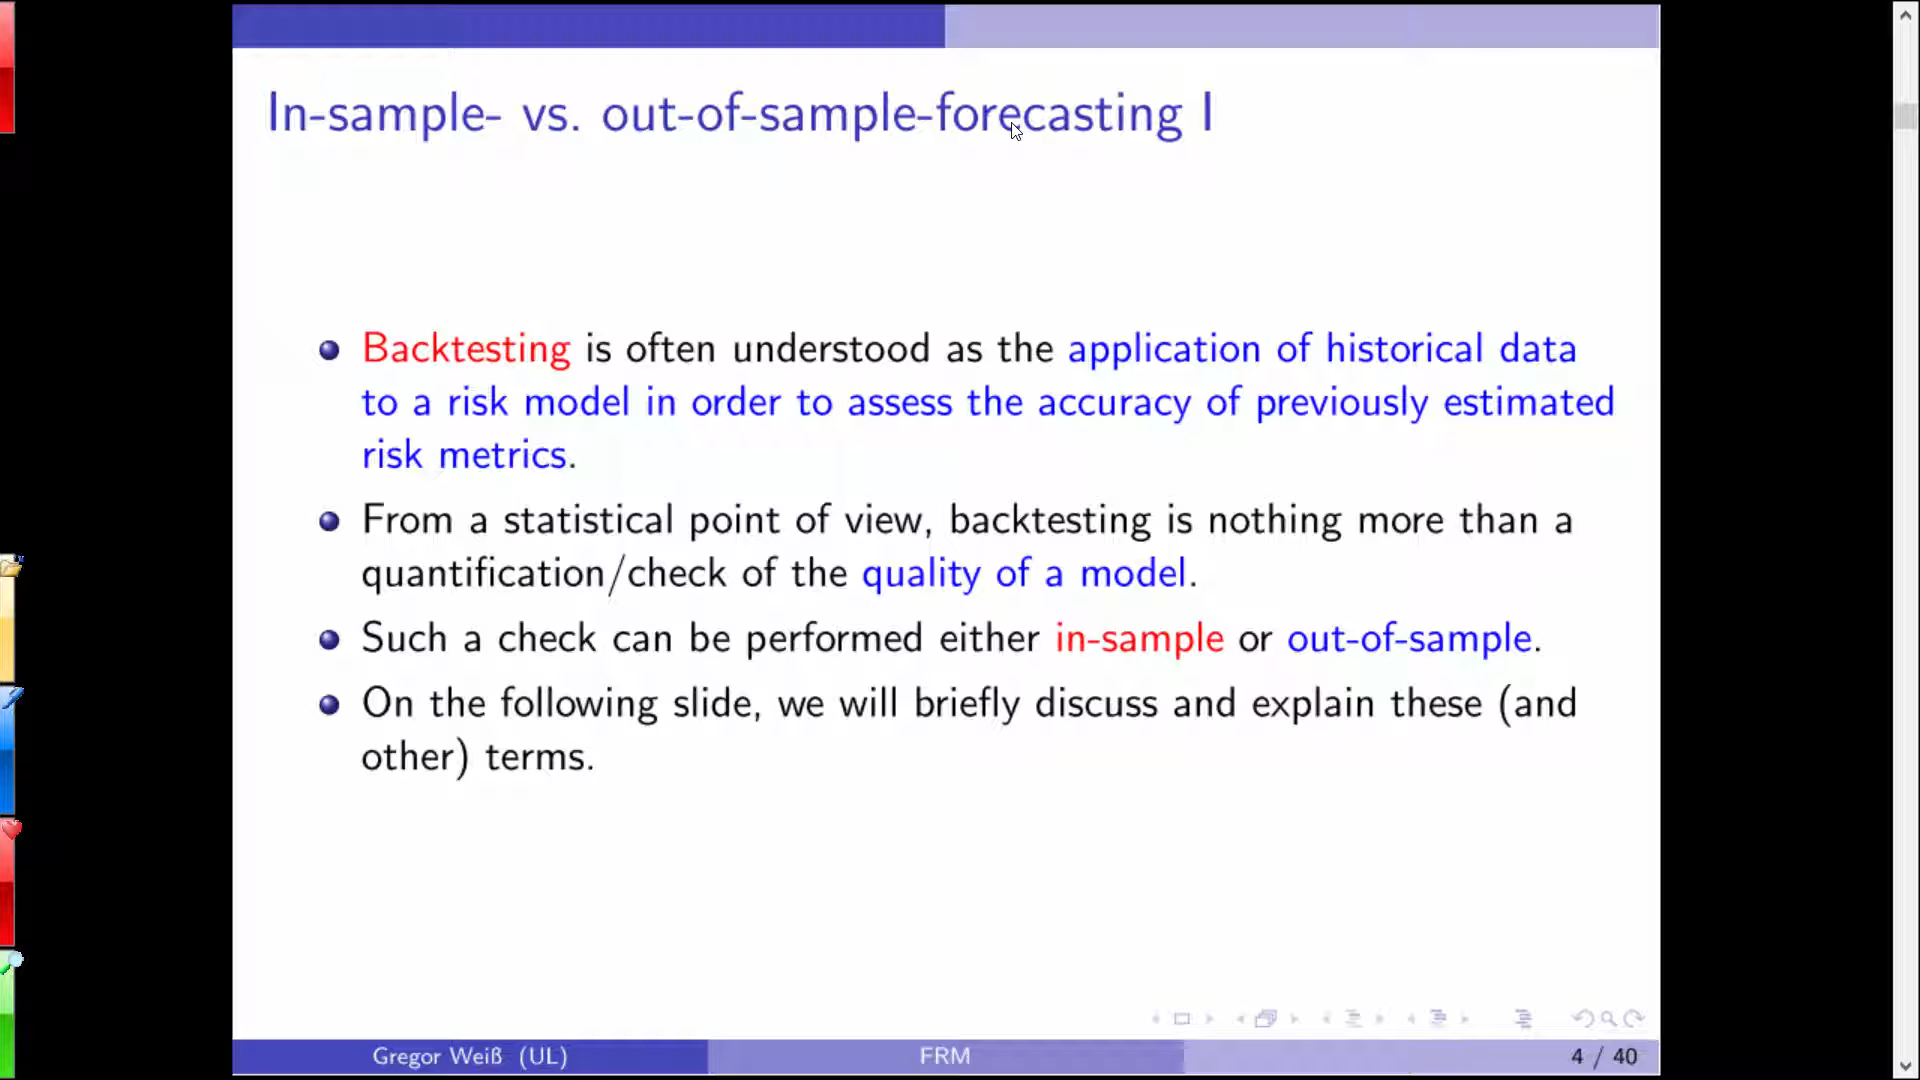 In-sample- vs. out-of-sample-forecasting I
Backtesting is often understood as the application of historical data
to a risk model in order to assess the accuracy of previously estimated
risk metrics.
From a statistical point of view, backtesting is nothing more than a
quantification/check of the quality of a model.
Such a check can be performed either in-sample or out-of-sample.
On the following slide, we will briefly discuss and explain these (and
other) terms.
Gregor Weiß (UL) FRM 4 / 40